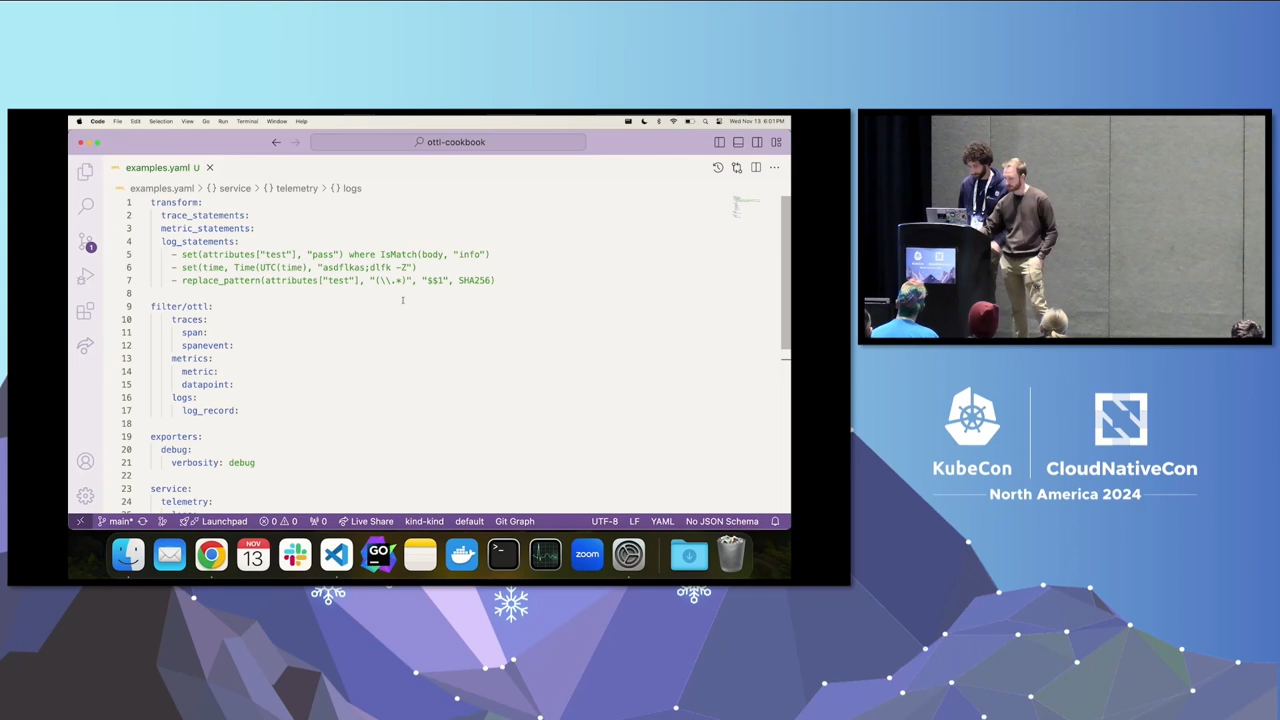 Code File Edit Selection View Go Run Terminal Window Help Wed Nov 13 6:01PM
ottl-cookbook
examples.yaml U
examples.yaml > {} service > {} telemetry > {} logs
1 transform:
2 trace_statements:
3 metric_statements:
4 log_statements:
5 - set(attributes["test"], "pass") where IsMatch(body, "info")
6 - set(time, Time(UTC(time), "asdflkas;dlfk -Z")
7 - replace_pattern(attributes["test"], "(\\.*)", "$$1", SHA256)
8
9 filter/ottl:
10 traces:
11 span:
12 spanevent:
13 metrics:
14 metric:
15 datapoint:
16 logs:
17 log_record:
18
19 exporters:
20 debug:
21 verbosity: debug
22
23 service:
24 telemetry:
main* Launchpad 0 0 0 Live Share kind-kind default Git Graph UTF-8 LF YAML No JSON Schema
NOV
13
GO
zoom
KubeCon
CloudNativeCon
North America 2024